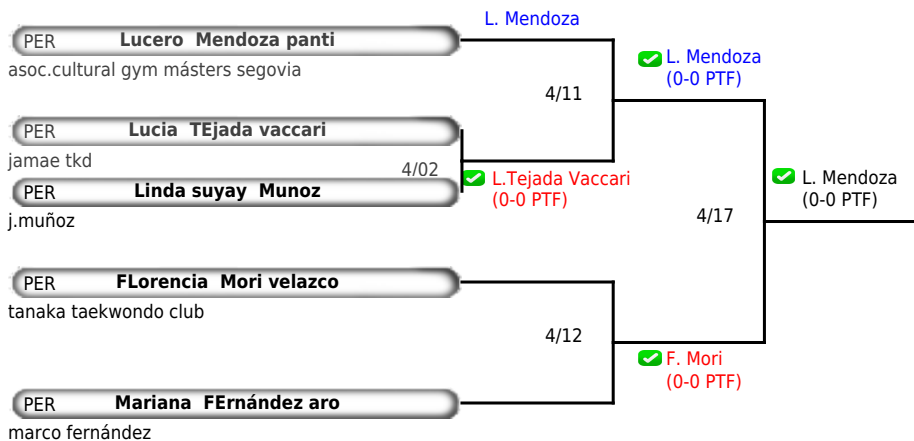 L. Mendoza
PER Lucero Mendoza panti
asoc.cultural gym másters segovia
L. Mendoza
(0-0 PTF)
4/11
PER Lucia TEjada vaccari
jamae tkd
4/02
L.Tejada Vaccari
(0-0 PTF)
L. Mendoza
(0-0 PTF)
PER Linda suyay Munoz
j.muñoz
4/17
PER FLorencia Mori velazco
tanaka taekwondo club
4/12
F. Mori
(0-0 PTF)
PER Mariana FErnández aro
marco fernández